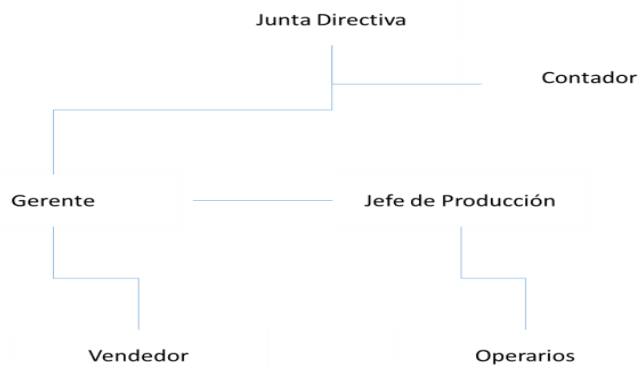 Junta Directiva
Contador
Gerente
Jefe de Producción
Vendedor
Operarios